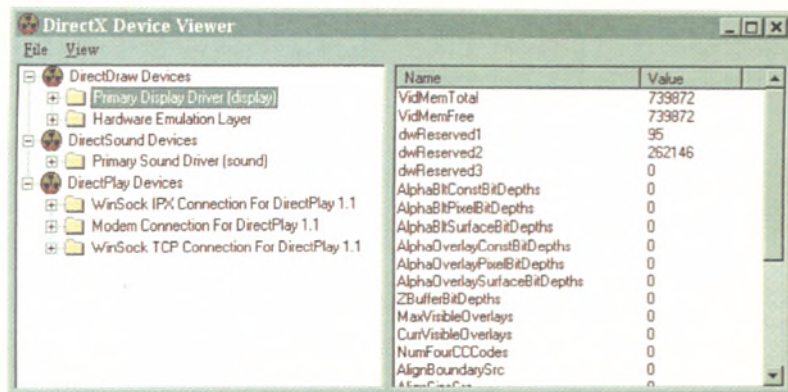 DirectX Device Viewer
File View
DirectDraw Devices
Primary Display Driver (display)
Hardware Emulation Layer
DirectSound Devices
Primary Sound Driver (sound)
DirectPlay Devices
WinSock IPX Connection For DirectPlay 1.1
Modem Connection For DirectPlay 1.1
WinSock TCP Connection For DirectPlay 1.1
Name Value
VidMemTotal 739872
VidMemFree 739872
dwReserved1 95
dwReserved2 262146
dwReserved3 0
AlphaBltConstBitDepths 0
AlphaBltPixelBitDepths 0
AlphaBltSurfaceBitDepths 0
AlphaOverlayConstBitDepths 0
AlphaOverlayPixelBitDepths 0
AlphaOverlaySurfaceBitDepths 0
ZBufferBitDepths 0
MaxVisibleOverlays 0
CurrVisibleOverlays 0
NumFourCCCodes 0
AlignBoundarySrc 0